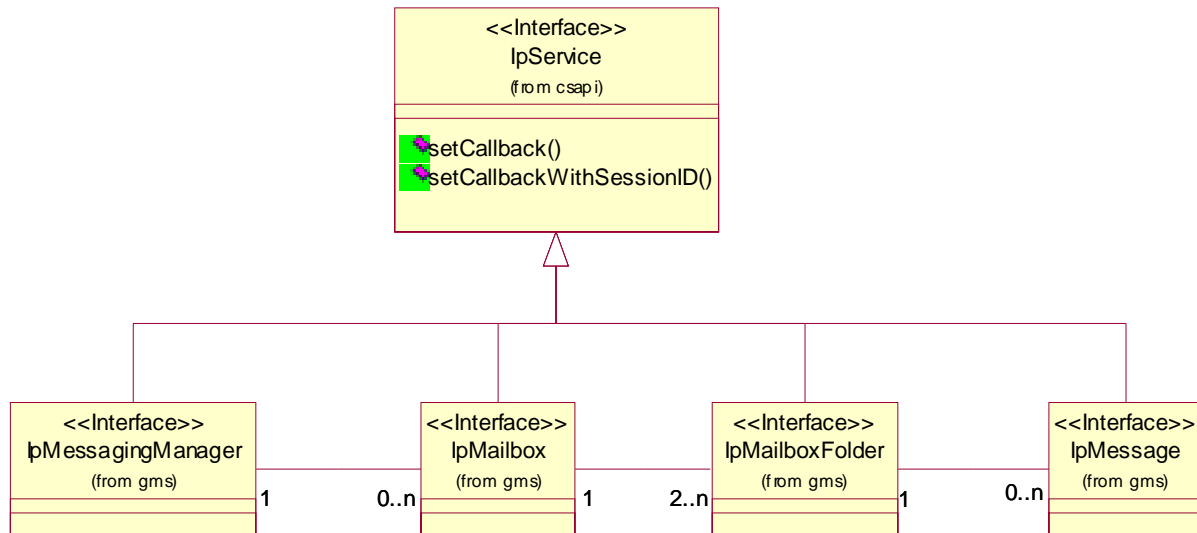 <<Interface>>
IpService
(from csapi)
setCallback()
setCallbackWithSessionID()
<<Interface>> <<Interface>> <<Interface>> <<Interface>>
IpMessagingManager IpMailbox IpMailboxFolder IpMessage
(from gms) (from gms) (from gms) (from gms)
1 0..n 1 2..n 1 0..n